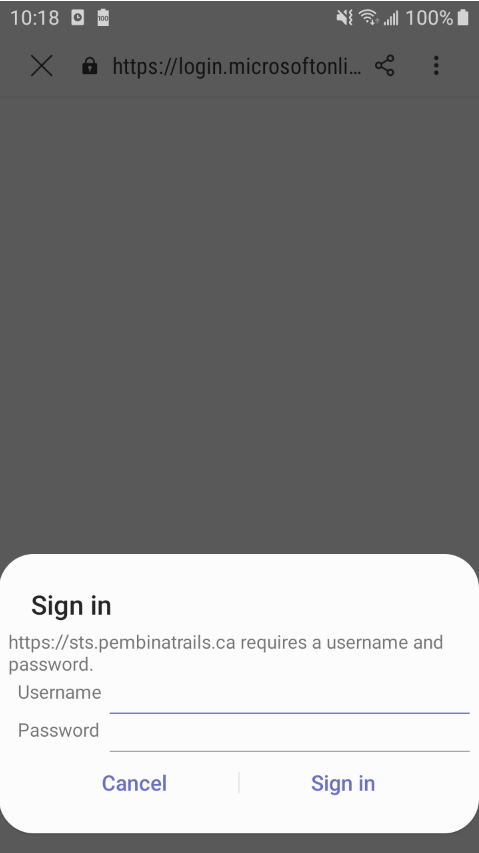 10:18 100%
https://login.microsoftonli...
Sign in
https://sts.pembinatrails.ca requires a username and
password.
Username
Password
Cancel Sign in